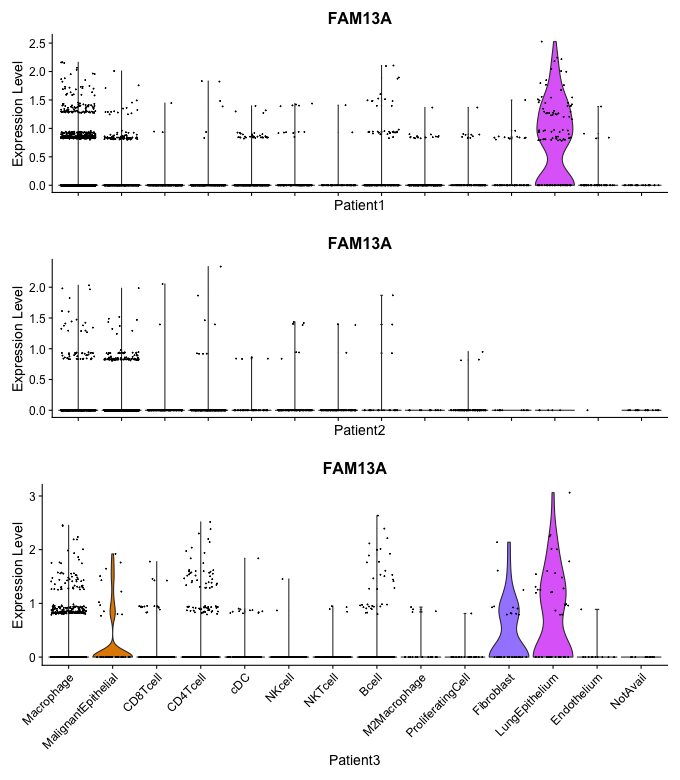 FAM13A
Expression Level
2.5
2.0
1.5
1.0
0.5
0.0
Patient1
FAM13A
Expression Level
2.0
1.5
1.0
0.5
0.0
Patient2
FAM13A
Expression Level
3
2
1
0
Macrophage
MalignantEpithelial
CD8Tcell
CD4Tcell
cDC
NKcell
NKTcell
Bcell
M2Macrophage
ProliferatingCell
Fibroblast
LungEpithelium
Endothelium
NotAvail
Patient3